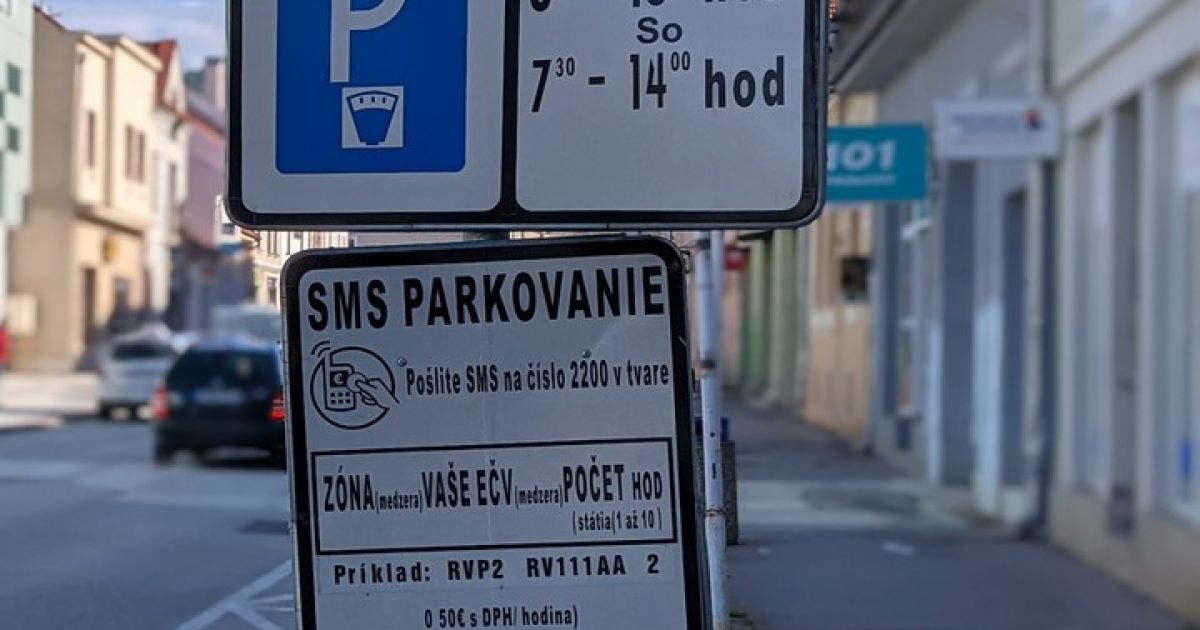 P
So
7³⁰ - 14⁰⁰ hod
101
SMS PARKOVANIE
Pošlite SMS na číslo 2200 v tvare
ZÓNA(medzera)VAŠE EČV(medzera)POČET HOD
(státia(1 až 10)
Príklad: RVP2 RV111AA 2
0 50€ s DPH/ hodina)